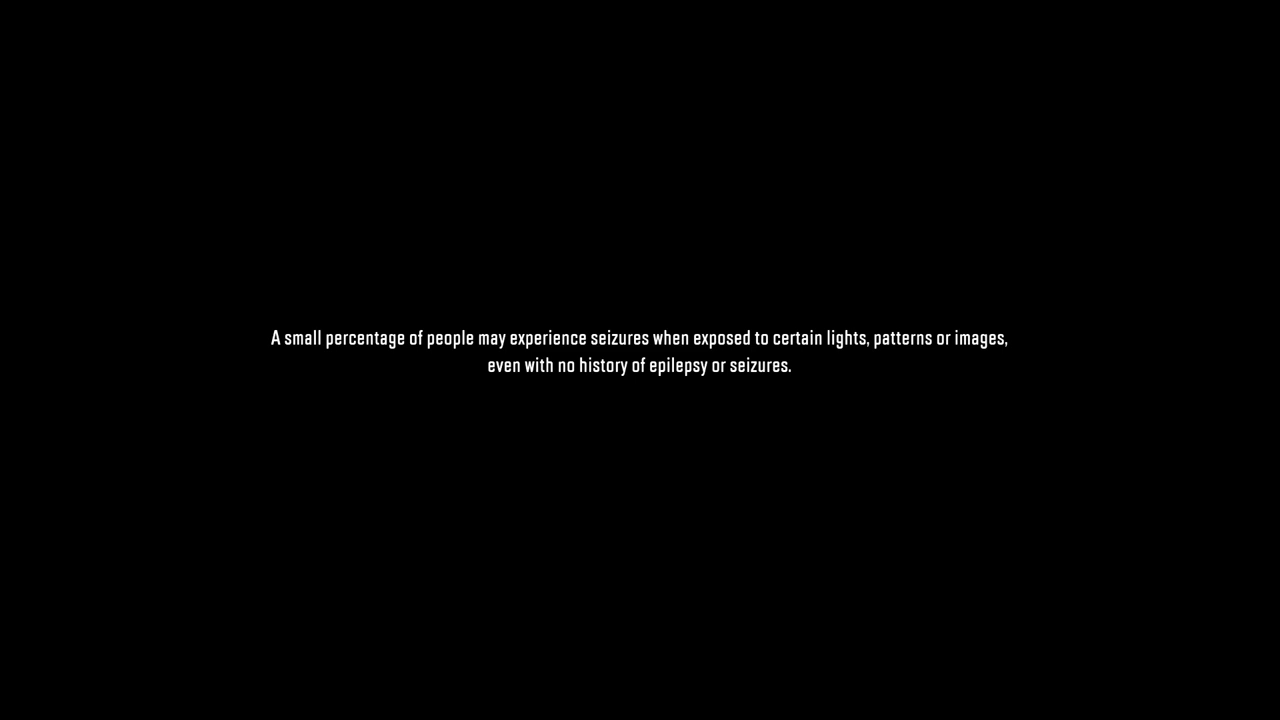 A small percentage of people may experience seizures when exposed to certain lights, patterns or images,
even with no history of epilepsy or seizures.